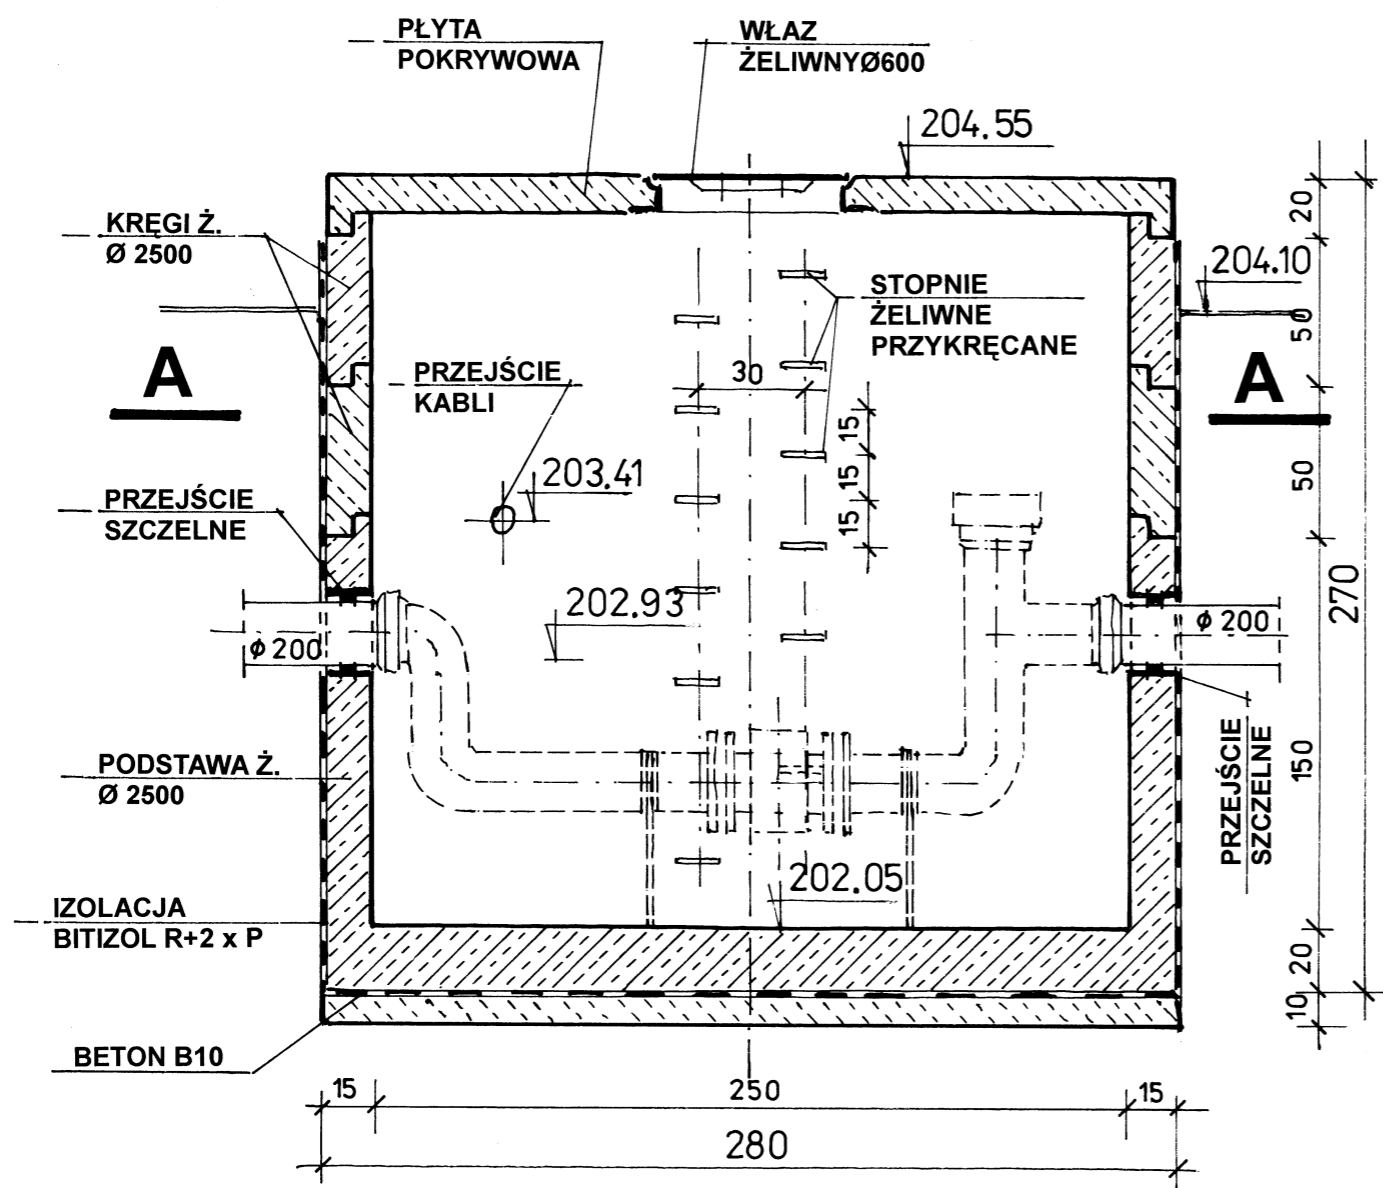 PŁYTA
POKRYWOWA
WŁAZ
ŻELIWNYØ600
204.55
KRĘGI Ż.
Ø 2500
20
204.10
STOPNIE
ŻELIWNE
PRZYKRĘCANE
50
A
A
PRZEJŚCIE
KABLI
30
15
15
15
203.41
50
PRZEJŚCIE
SZCZELNE
270
202.93
ϕ 200
ϕ 200
PODSTAWA Ż.
Ø 2500
PRZEJŚCIE
SZCZELNE
150
202.05
IZOLACJA
BITIZOL R+2 x P
20
10
BETON B10
15
250
15
280